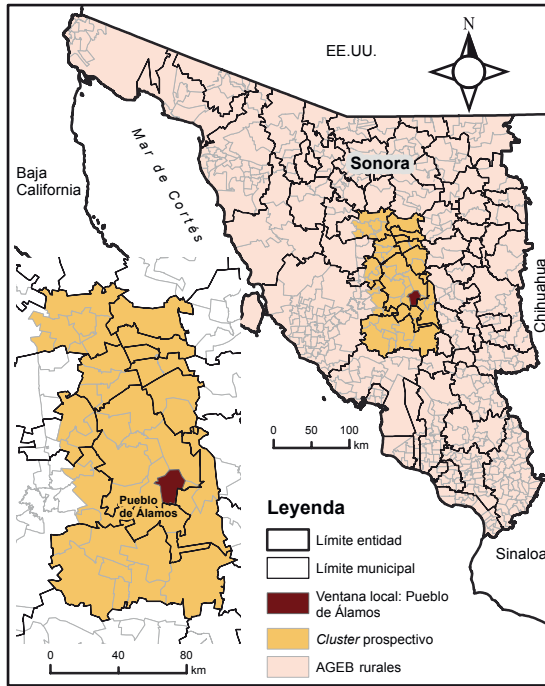 EE.UU.
N
Sonora
Baja
California
Mar de Cortés
Chihuahua
0 50 100
km
Pueblo
de Álamos
Leyenda
Límite entidad
Límite municipal
Ventana local: Pueblo
de Álamos
Cluster prospectivo
AGEB rurales
Sinaloa
0 40 80
km